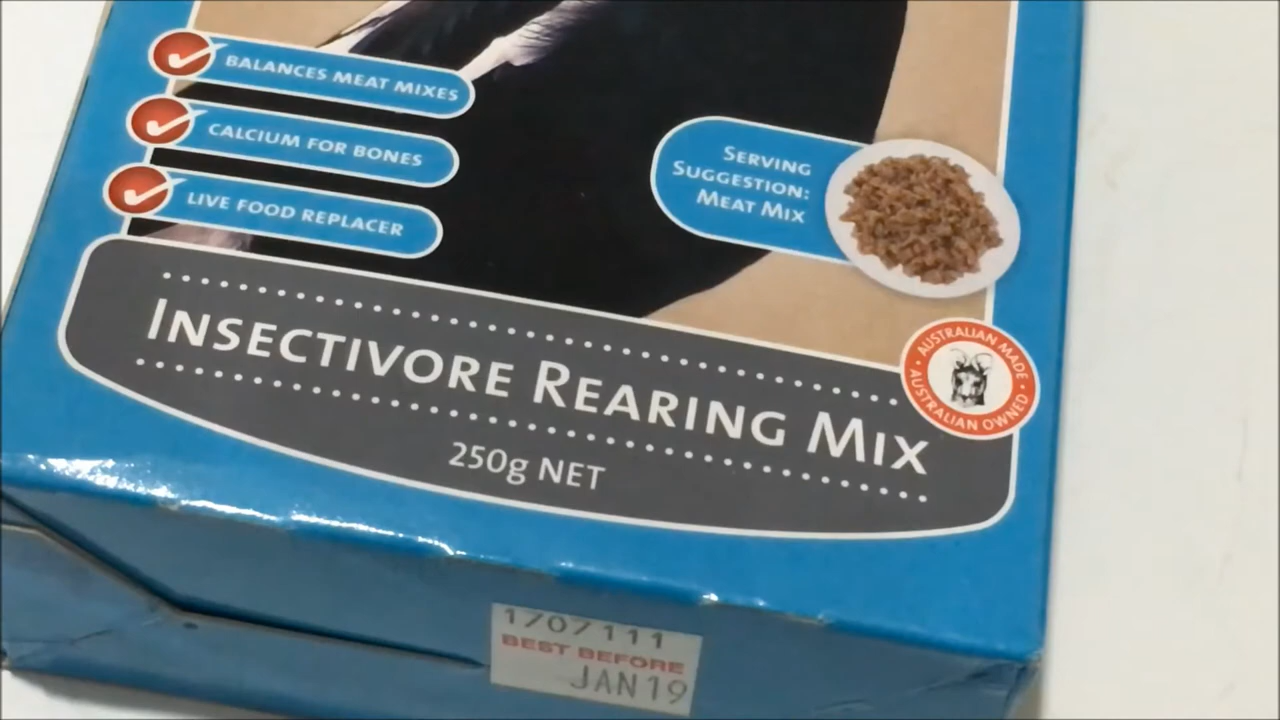 BALANCES MEAT MIXES
CALCIUM FOR BONES
LIVE FOOD REPLACER
SERVING
SUGGESTION:
MEAT MIX
AUSTRALIAN MADE
AUSTRALIAN OWNED
INSECTIVORE REARING MIX
250g NET
1707111
BEST BEFORE
JAN19